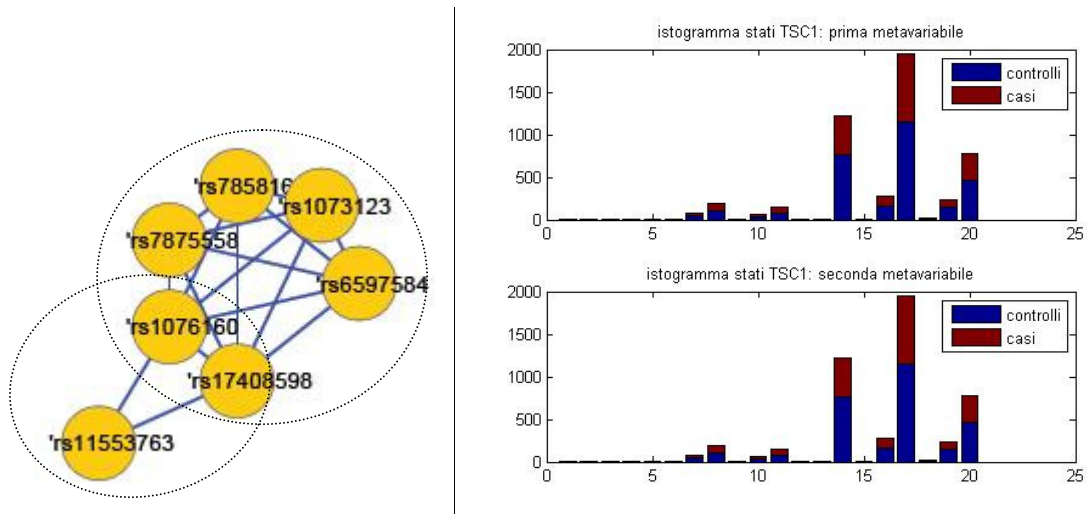 'rs785816
'rs1073123
'rs7875558
'rs6597584
'rs1076160
'rs17408598
'rs11553763
istogramma stati TSC1: prima metavariabile
2000
1500
1000
500
0
0 5 10 15 20 25
controlli
casi
istogramma stati TSC1: seconda metavariabile
2000
1500
1000
500
0
0 5 10 15 20 25
controlli
casi